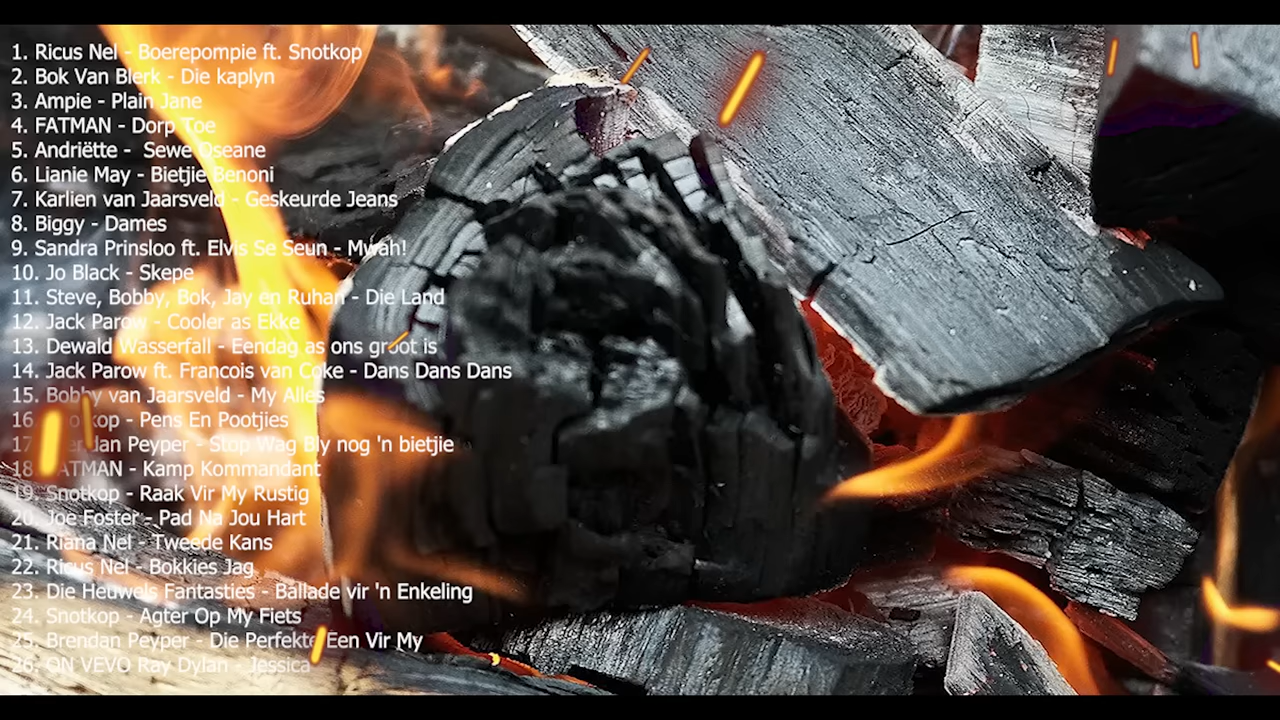 1. Ricus Nel - Boerepompie ft. Snotkop
2. Bok Van Blerk - Die kaplyn
3. Ampie - Plain Jane
4. FATMAN - Dorp Toe
5. Andriëtte -  Sewe Oseane
6. Lianie May - Bietjie Benoni
7. Karlien van Jaarsveld - Geskeurde Jeans
8. Biggy - Dames
9. Sandra Prinsloo ft. Elvis Se Seun - Mwah!
10. Jo Black - Skepe
11. Steve, Bobby, Bok, Jay en Ruhan - Die Land
12. Jack Parow - Cooler as Ekke
13. Dewald Wasserfall - Eendag as ons groot is
14. Jack Parow ft. Francois van Coke - Dans Dans Dans
15. Bobby van Jaarsveld - My Alles
16. Snotkop - Pens En Pootjies
17. Brendan Peyper - Stop Wag Bly nog 'n bietjie
18. FATMAN - Kamp Kommandant
19. Snotkop - Raak Vir My Rustig
20. Joe Foster - Pad Na Jou Hart
21. Riana Nel - Tweede Kans
22. Ricus Nel - Bokkies Jag
23. Die Heuwels Fantasties - Ballade vir 'n Enkeling
24. Snotkop - Agter Op My Fiets
25. Brendan Peyper - Die Perfekte Een Vir My
26. ON VEVO Ray Dylan - Jessica